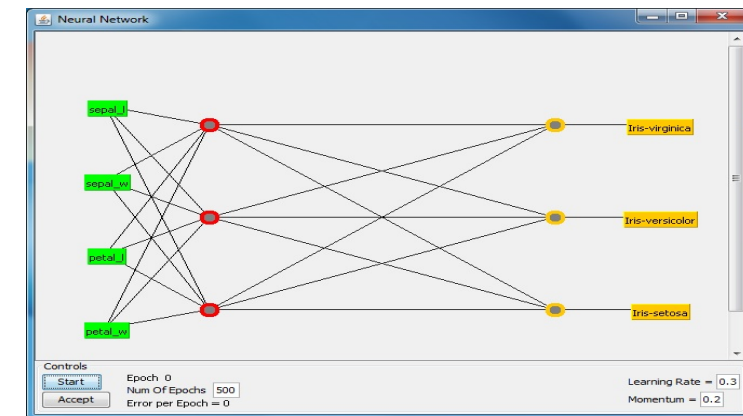 Neural Network
sepal_l
sepal_w
petal_l
petal_w
Iris-virginica
Iris-versicolor
Iris-setosa
Controls
Start
Accept
Epoch 0
Num Of Epochs 500
Error per Epoch = 0
Learning Rate = 0.3
Momentum = 0.2